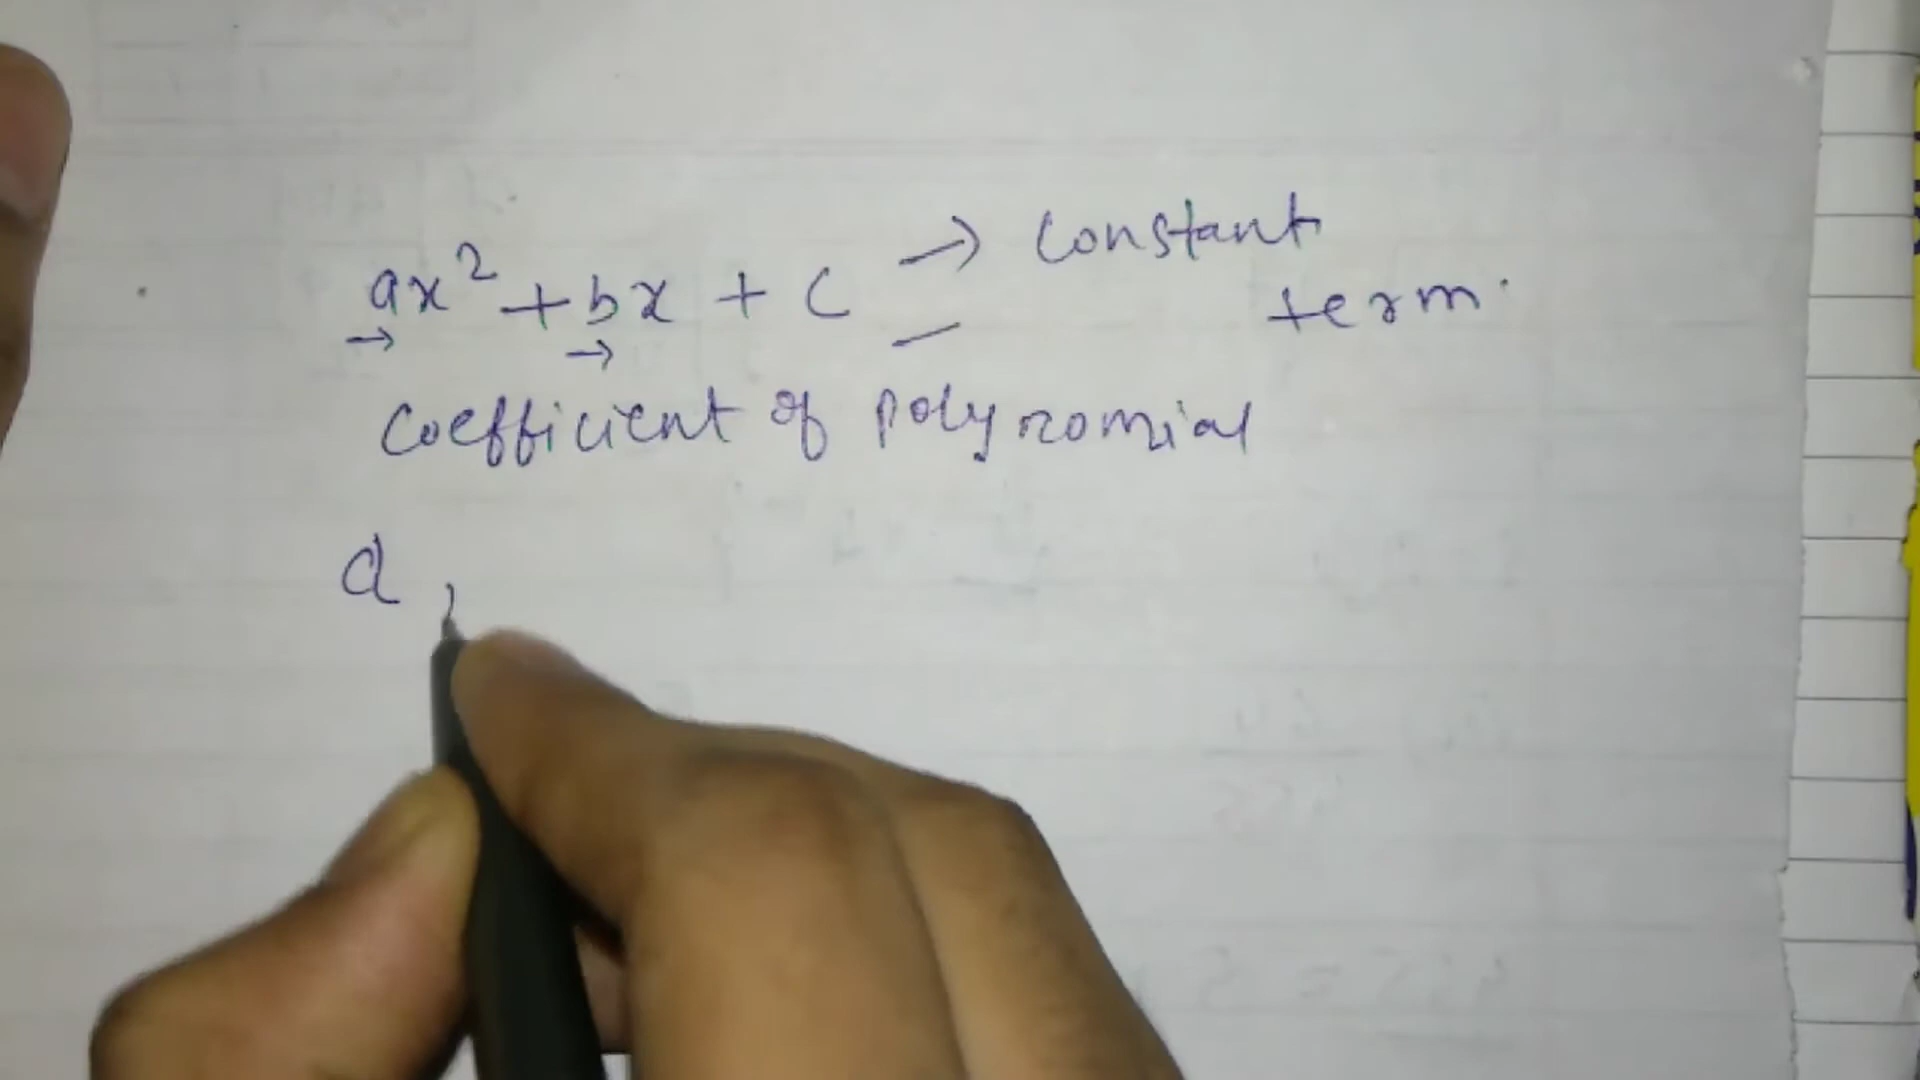 ax² + bx + c → constant
term.
→ → —
coefficient of polynomial
a,